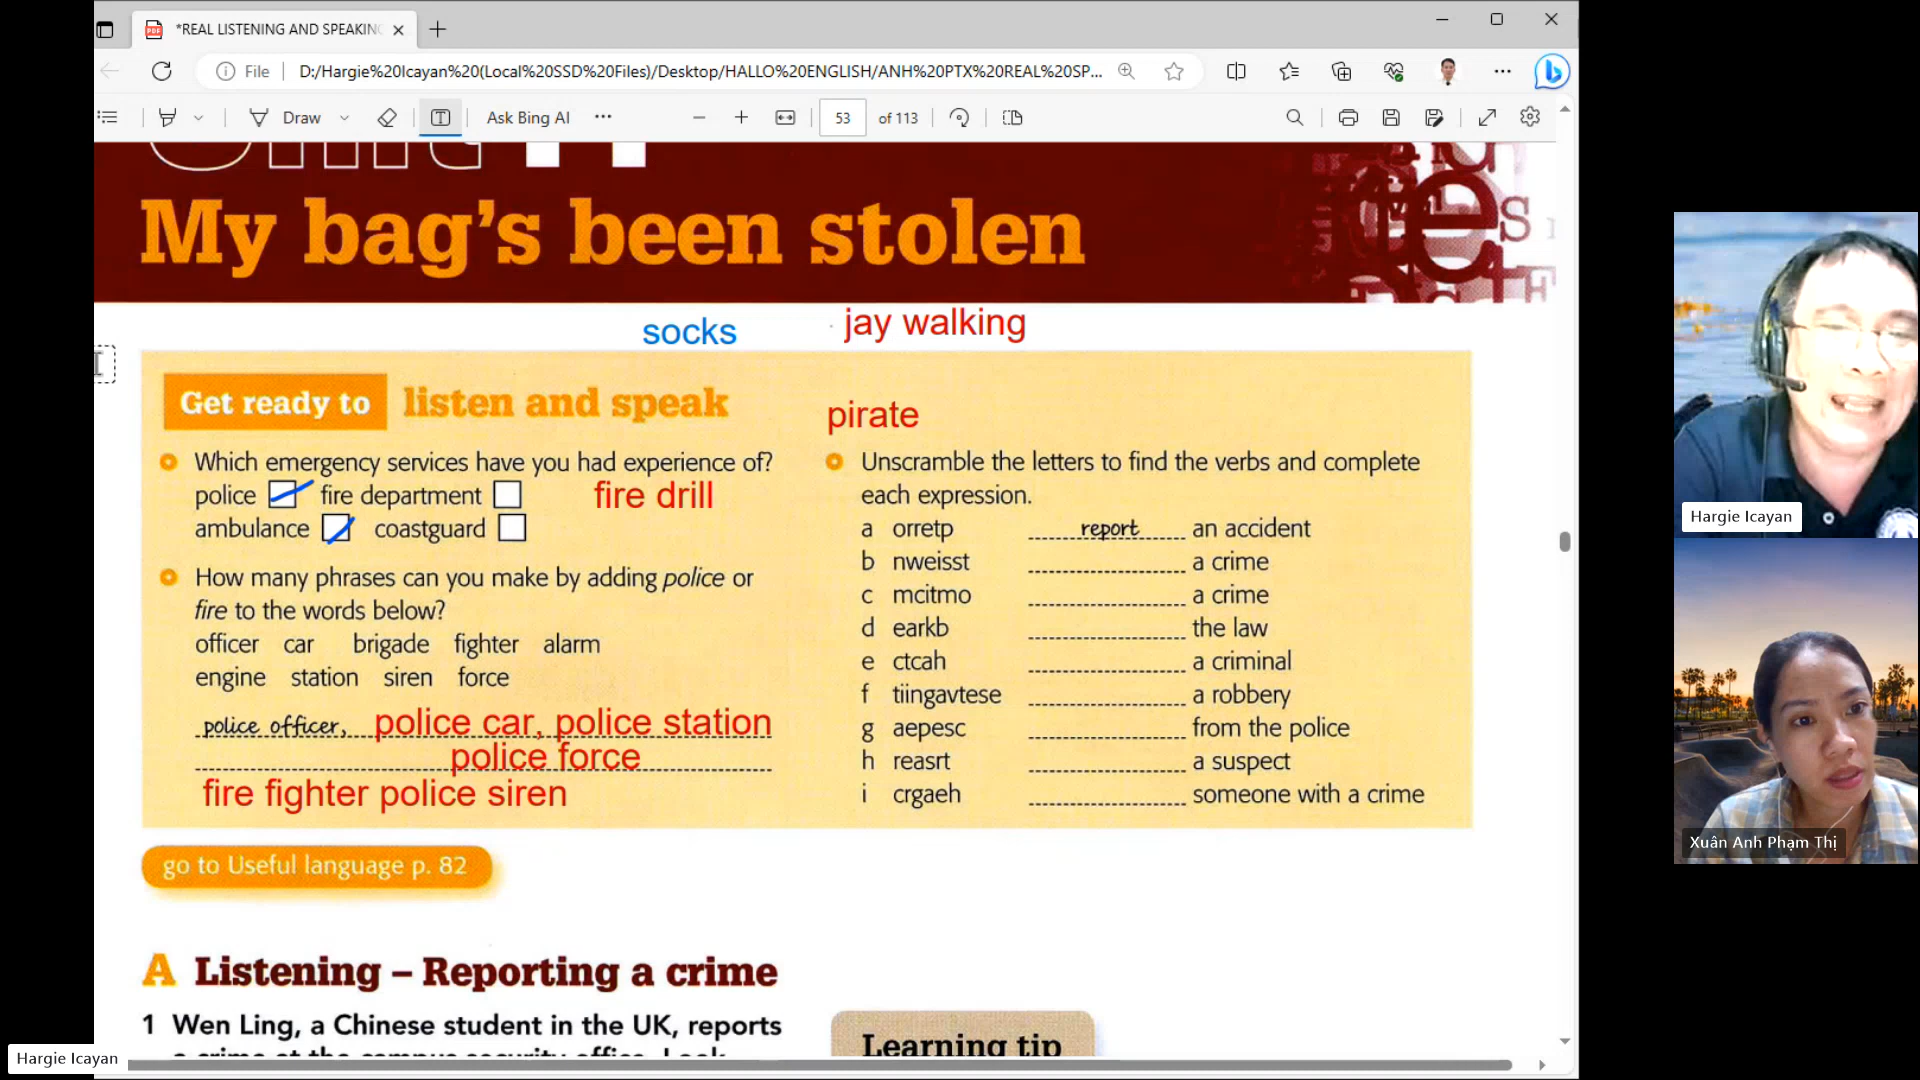 *REAL LISTENING AND SPEAKING
File
D:/Hargie%20Icayan%20(Local%20SSD%20Files)/Desktop/HALLO%20ENGLISH/ANH%20PTX%20REAL%20SP...
Draw
Ask Bing AI
53 of 113
My bag's been stolen
socks
jay walking
Get ready to listen and speak
Which emergency services have you had experience of?
police fire department
fire drill
ambulance coastguard
How many phrases can you make by adding police or
fire to the words below?
officer car brigade fighter alarm
engine station siren force
police officer, police car, police station
police force
fire fighter police siren
pirate
Unscramble the letters to find the verbs and complete
each expression.
a orretp report an accident
b nweisst a crime
c mcitmo a crime
d earkb the law
e ctcah a criminal
f tiingavtese a robbery
g aepesc from the police
h reasrt a suspect
i crgaeh someone with a crime
go to Useful language p. 82
A Listening – Reporting a crime
1 Wen Ling, a Chinese student in the UK, reports
a crime at the campus security office. Look
Learning tip
Hargie Icayan
Xuân Anh Phạm Thị
Hargie Icayan